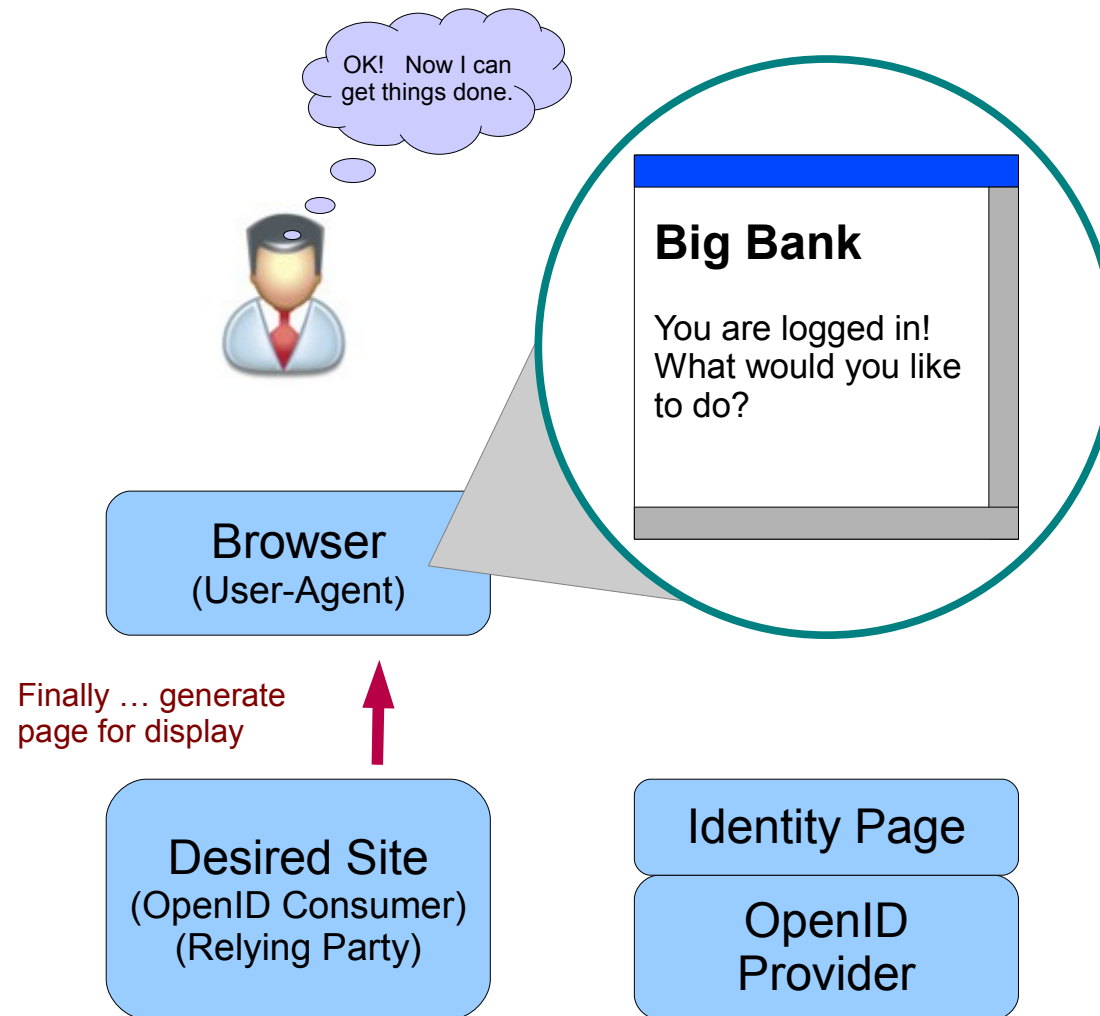 OK! Now I can
get things done.
Big Bank
You are logged in!
What would you like
to do?
Browser
(User-Agent)
Finally … generate
page for display
Desired Site
(OpenID Consumer)
(Relying Party)
Identity Page
OpenID
Provider